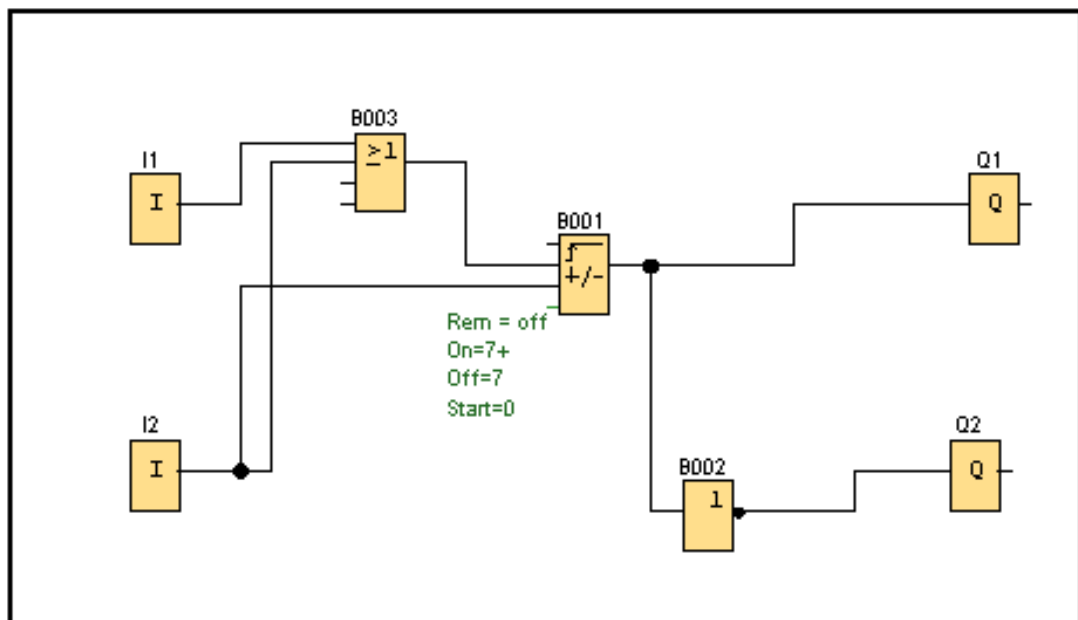 B003
>1
I1
I
Q1
Q
B001
+/-
Rem = off
On=7+
Off=7
Start=0
I2
I
B002
1
Q2
Q